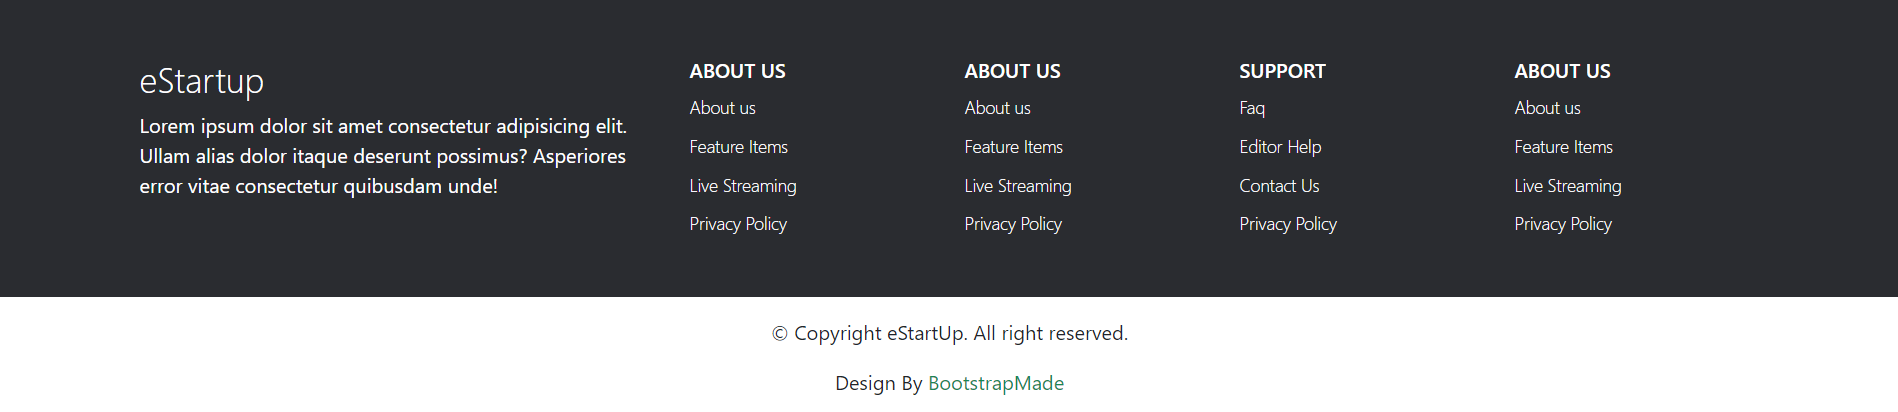 eStartup
Lorem ipsum dolor sit amet consectetur adipisicing elit.
Ullam alias dolor itaque deserunt possimus? Asperiores
error vitae consectetur quibusdam unde!
ABOUT US
About us
Feature Items
Live Streaming
Privacy Policy
ABOUT US
About us
Feature Items
Live Streaming
Privacy Policy
SUPPORT
Faq
Editor Help
Contact Us
Privacy Policy
ABOUT US
About us
Feature Items
Live Streaming
Privacy Policy
© Copyright eStartUp. All right reserved.
Design By BootstrapMade